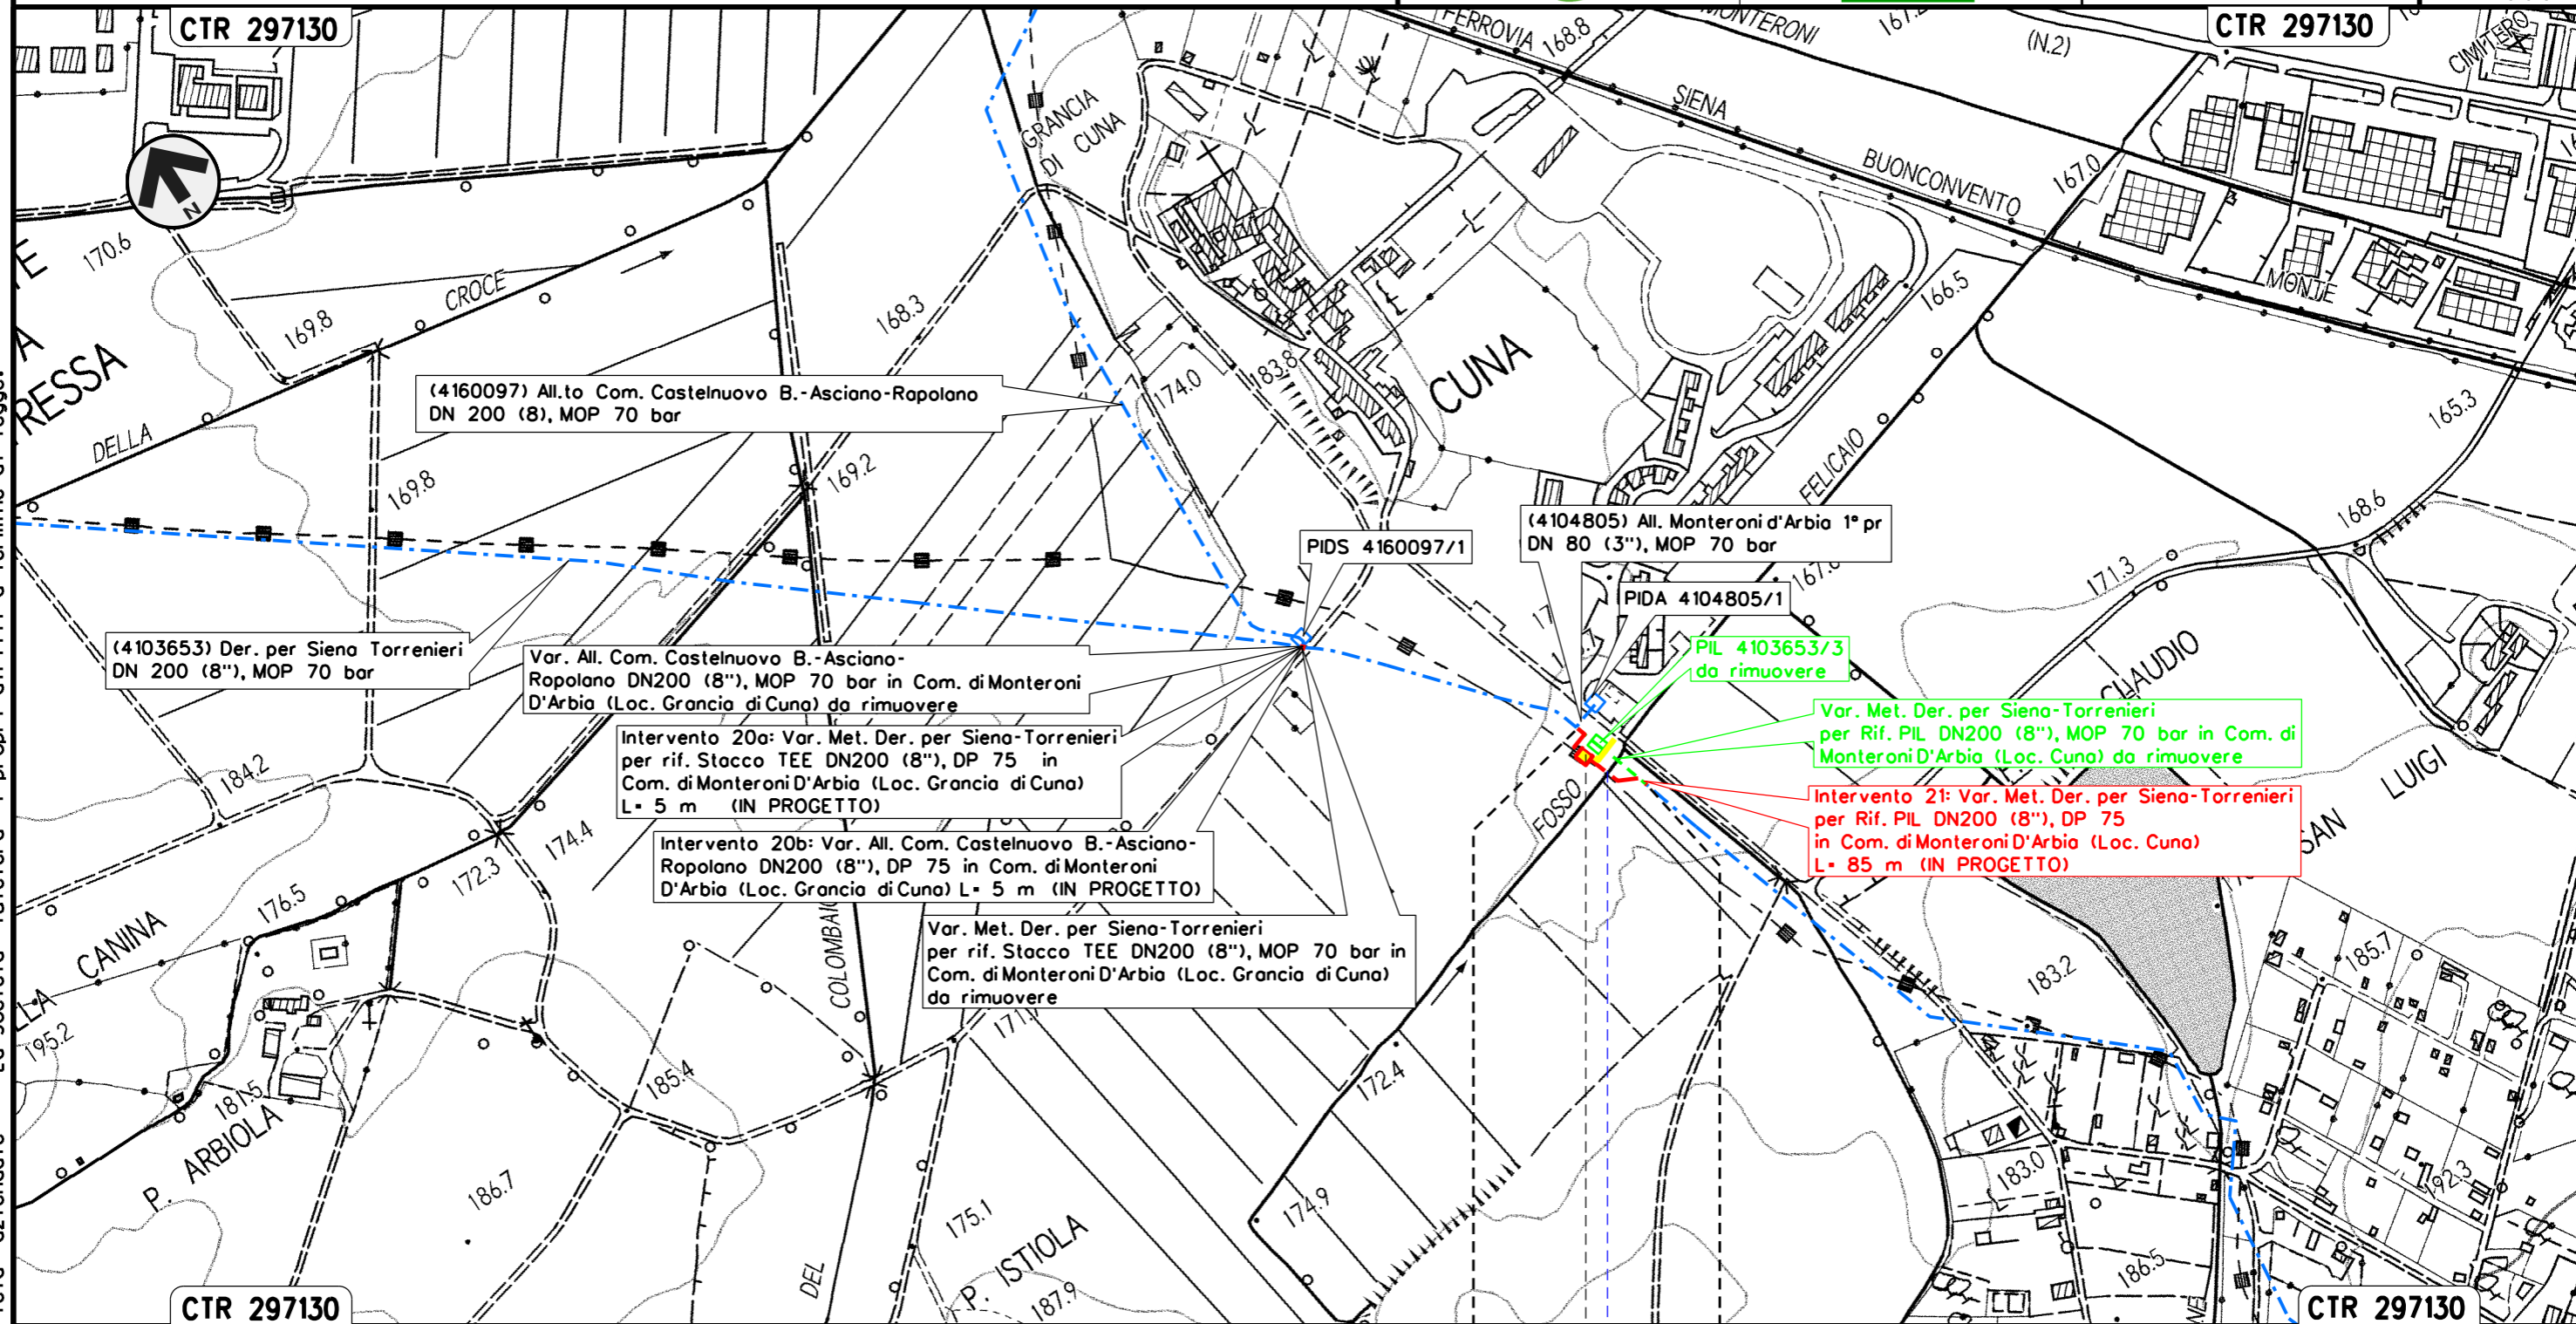 CTR 297130
CTR 297130
FERROVIA
168.8
MONTERONI
(N.2)
CIMITERO
SIENA
BUONCONVENTO
167.0
GRANCIA
DI CUNA
N
170.6
CROCE
169.8
168.3
166.5
MONTE
RESSA
174.0
183.8
CUNA
165.3
(4160097) All.to Com. Castelnuovo B.-Asciano-Rapolano
DN 200 (8), MOP 70 bar
DELLA
169.8
169.2
FELICAIO
168.6
(4104805) All. Monteroni d'Arbia 1° pr
DN 80 (3"), MOP 70 bar
PIDS 4160097/1
171.3
PIDA 4104805/1
(4103653) Der. per Siena Torrenieri
DN 200 (8"), MOP 70 bar
PIL 4103653/3
da rimuovere
CLAUDIO
Var. All. Com. Castelnuovo B.-Asciano-
Ropolano DN200 (8"), MOP 70 bar in Com. di Monteroni
D'Arbia (Loc. Grancia di Cuna) da rimuovere
Var. Met. Der. per Siena-Torrenieri
per Rif. PIL DN200 (8"), MOP 70 bar in Com. di
Monteroni D'Arbia (Loc. Cuna) da rimuovere
Intervento 20a: Var. Met. Der. per Siena-Torrenieri
per rif. Stacco TEE DN200 (8"), DP 75 in
Com. di Monteroni D'Arbia (Loc. Grancia di Cuna)
L= 5 m (IN PROGETTO)
184.2
LUIGI
Intervento 21: Var. Met. Der. per Siena-Torrenieri
per Rif. PIL DN200 (8"), DP 75
in Com. di Monteroni D'Arbia (Loc. Cuna)
L= 85 m (IN PROGETTO)
FOSSO
SAN
174.4
172.3
Intervento 20b: Var. All. Com. Castelnuovo B.-Asciano-
Ropolano DN200 (8"), DP 75 in Com. di Monteroni
D'Arbia (Loc. Grancia di Cuna) L= 5 m (IN PROGETTO)
176.5
CANINA
COLOMBAIO
Var. Met. Der. per Siena-Torrenieri
per rif. Stacco TEE DN200 (8"), MOP 70 bar in
Com. di Monteroni D'Arbia (Loc. Grancia di Cuna)
da rimuovere
185.7
183.2
195.2
181.5
185.4
172.4
P. ARBIOLA
186.7
183.0
192.3
175.1
174.9
P. ISTIOLA
187.9
DEL
186.5
CTR 297130
CTR 297130